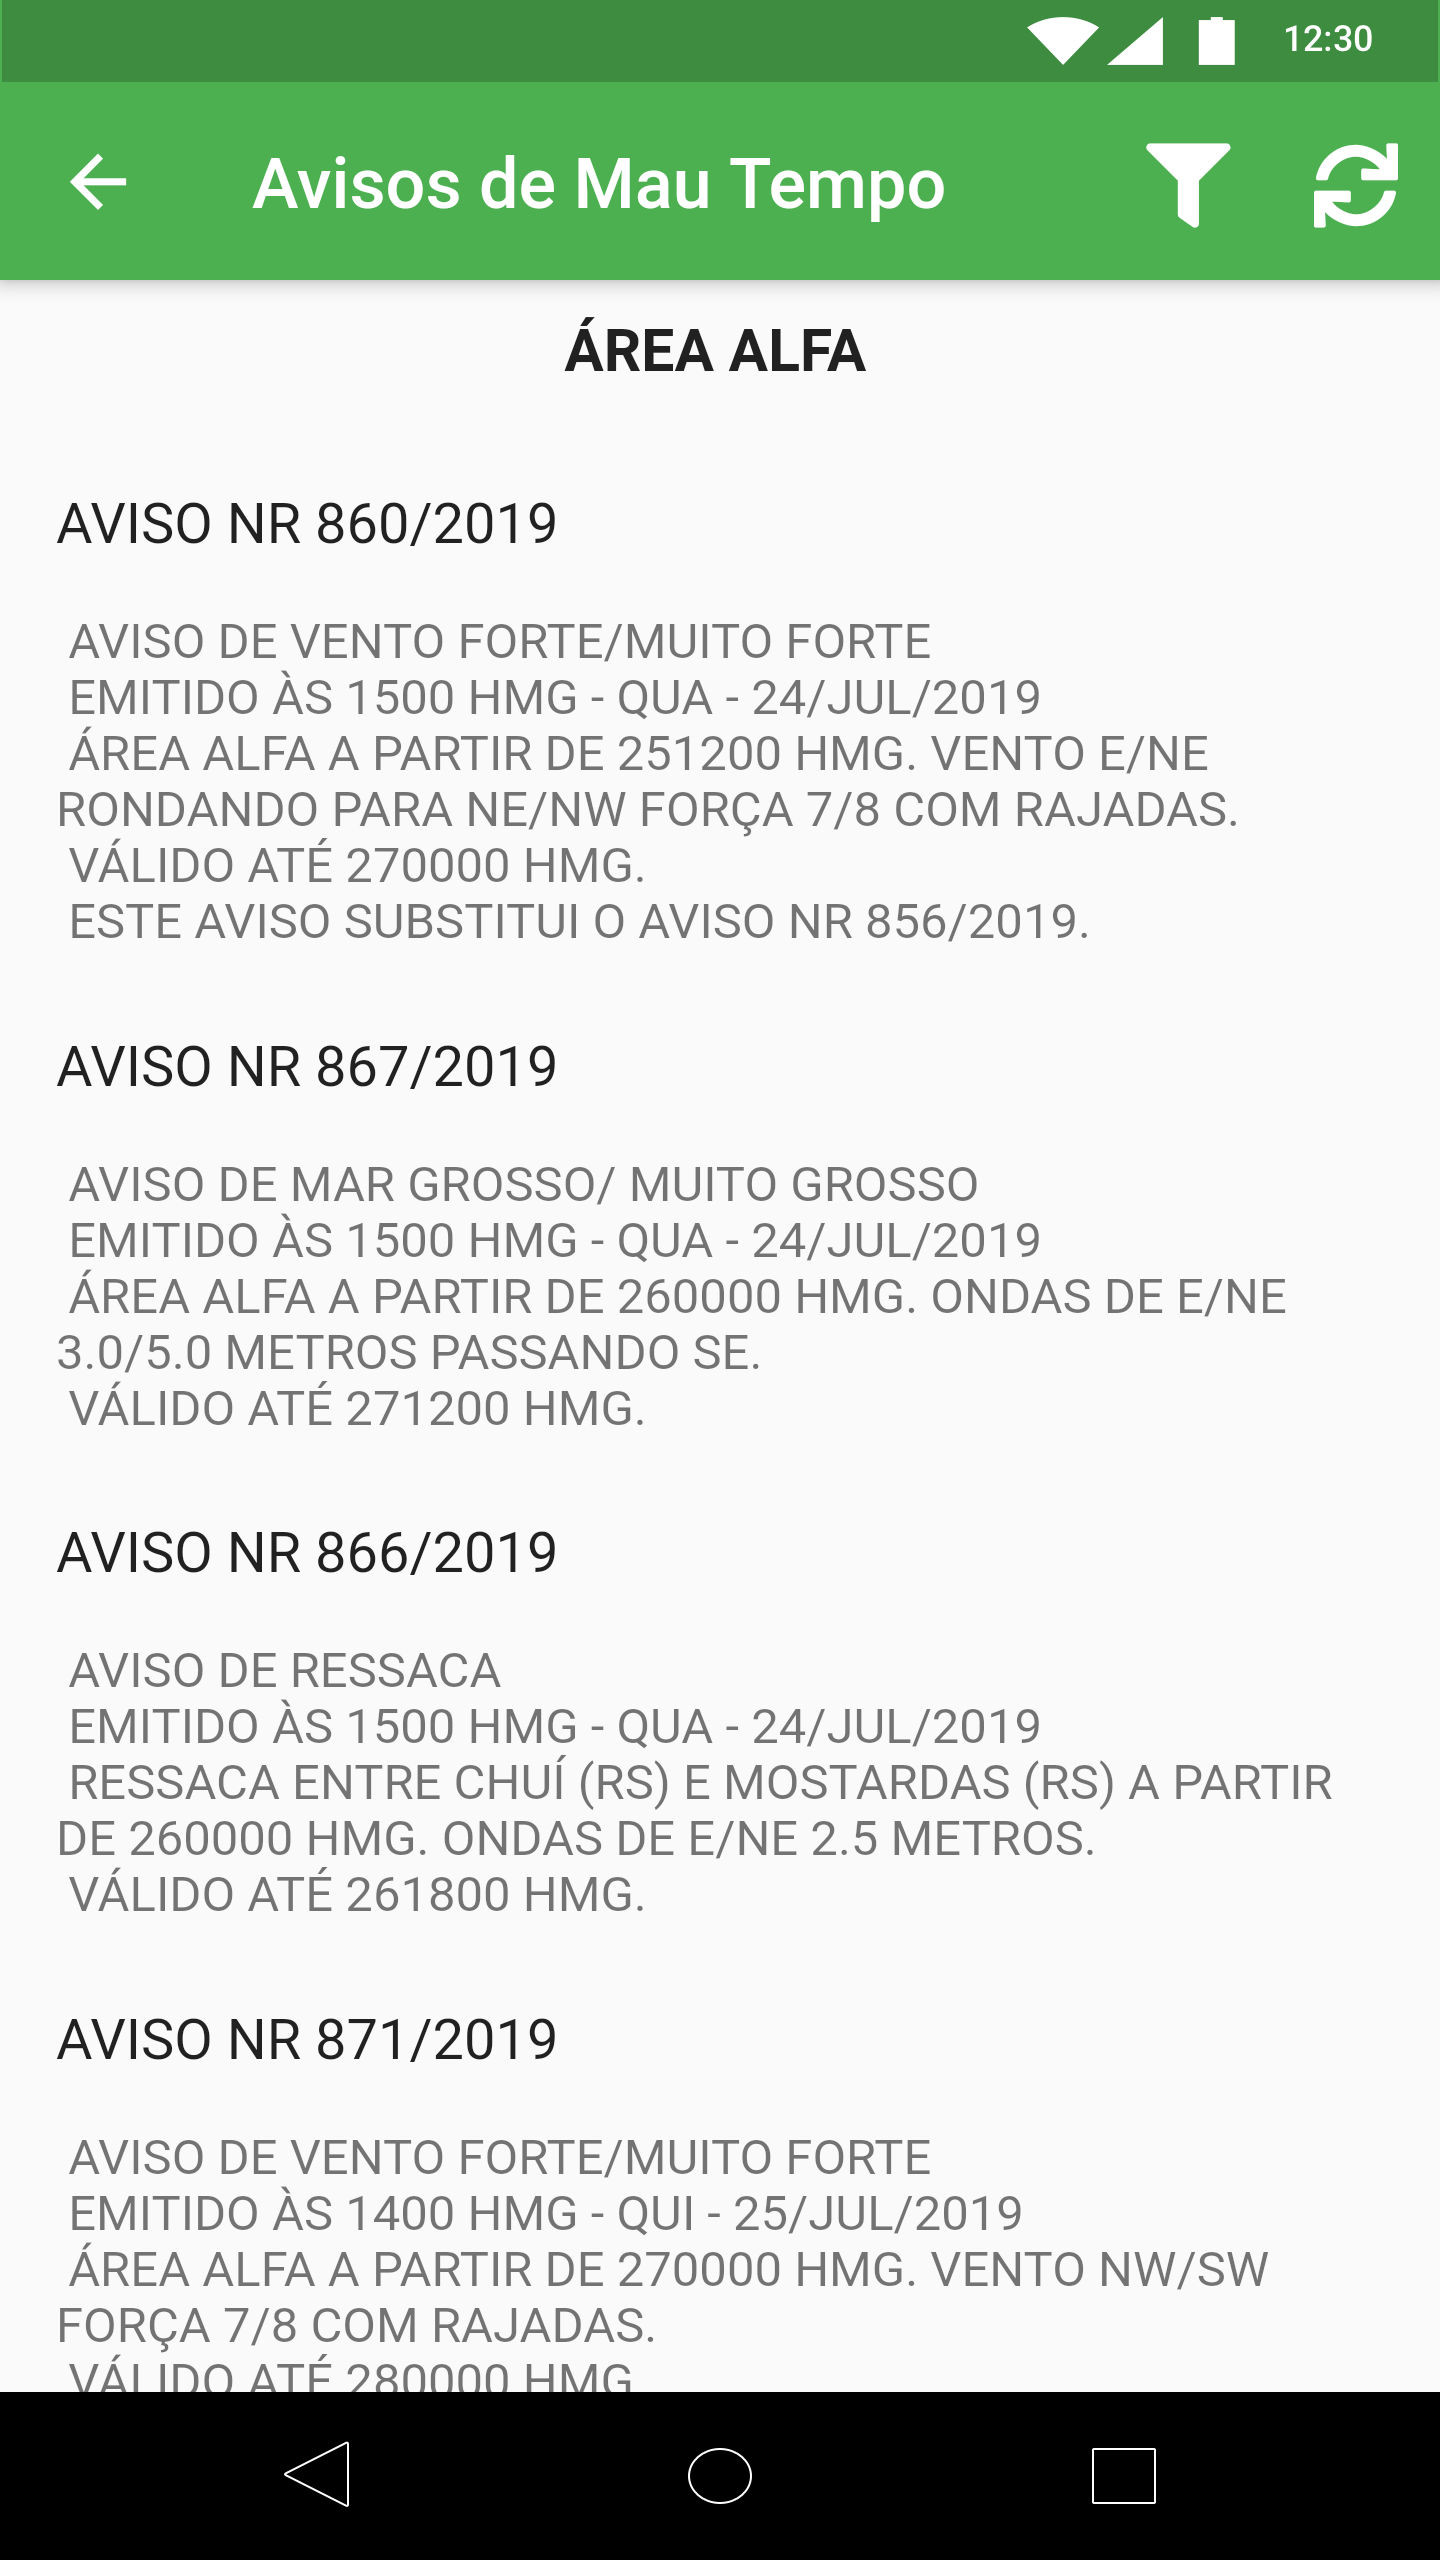 12:30
Avisos de Mau Tempo
ÁREA ALFA
AVISO NR 860/2019
AVISO DE VENTO FORTE/MUITO FORTE
EMITIDO ÀS 1500 HMG - QUA - 24/JUL/2019
ÁREA ALFA A PARTIR DE 251200 HMG. VENTO E/NE
RONDANDO PARA NE/NW FORÇA 7/8 COM RAJADAS.
VÁLIDO ATÉ 270000 HMG.
ESTE AVISO SUBSTITUI O AVISO NR 856/2019.
AVISO NR 867/2019
AVISO DE MAR GROSSO/ MUITO GROSSO
EMITIDO ÀS 1500 HMG - QUA - 24/JUL/2019
ÁREA ALFA A PARTIR DE 260000 HMG. ONDAS DE E/NE
3.0/5.0 METROS PASSANDO SE.
VÁLIDO ATÉ 271200 HMG.
AVISO NR 866/2019
AVISO DE RESSACA
EMITIDO ÀS 1500 HMG - QUA - 24/JUL/2019
RESSACA ENTRE CHUÍ (RS) E MOSTARDAS (RS) A PARTIR
DE 260000 HMG. ONDAS DE E/NE 2.5 METROS.
VÁLIDO ATÉ 261800 HMG.
AVISO NR 871/2019
AVISO DE VENTO FORTE/MUITO FORTE
EMITIDO ÀS 1400 HMG - QUI - 25/JUL/2019
ÁREA ALFA A PARTIR DE 270000 HMG. VENTO NW/SW
FORÇA 7/8 COM RAJADAS.
VÁLIDO ATÉ 280000 HMG